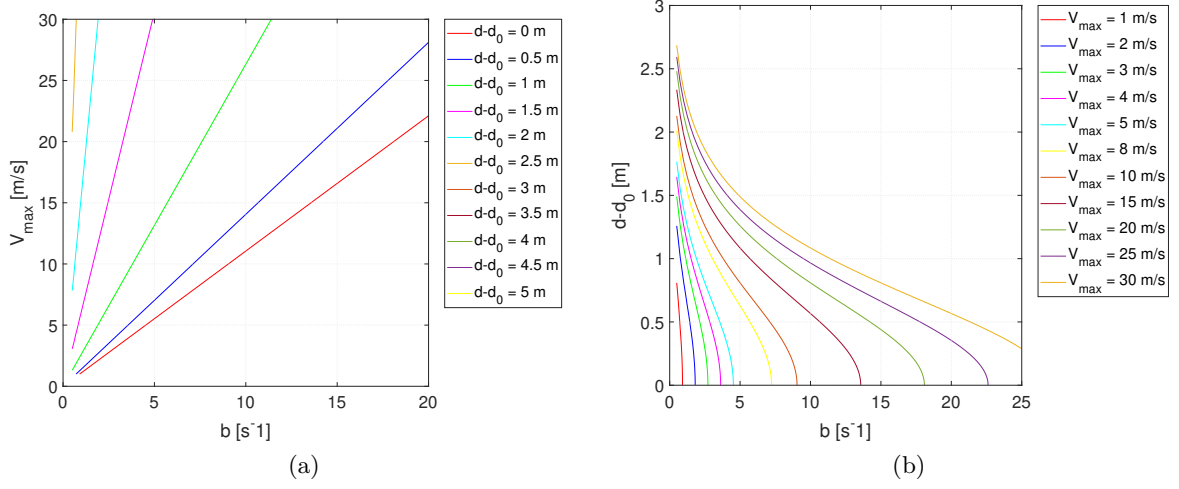 30
25
20
15
10
5
0
V_max [m/s]
0 5 10 15 20
b [s^-1]
d-d_0 = 0 m
d-d_0 = 0.5 m
d-d_0 = 1 m
d-d_0 = 1.5 m
d-d_0 = 2 m
d-d_0 = 2.5 m
d-d_0 = 3 m
d-d_0 = 3.5 m
d-d_0 = 4 m
d-d_0 = 4.5 m
d-d_0 = 5 m
(a)
3
2.5
2
1.5
1
0.5
0
d-d_0 [m]
0 5 10 15 20 25
b [s^-1]
V_max = 1 m/s
V_max = 2 m/s
V_max = 3 m/s
V_max = 4 m/s
V_max = 5 m/s
V_max = 8 m/s
V_max = 10 m/s
V_max = 15 m/s
V_max = 20 m/s
V_max = 25 m/s
V_max = 30 m/s
(b)